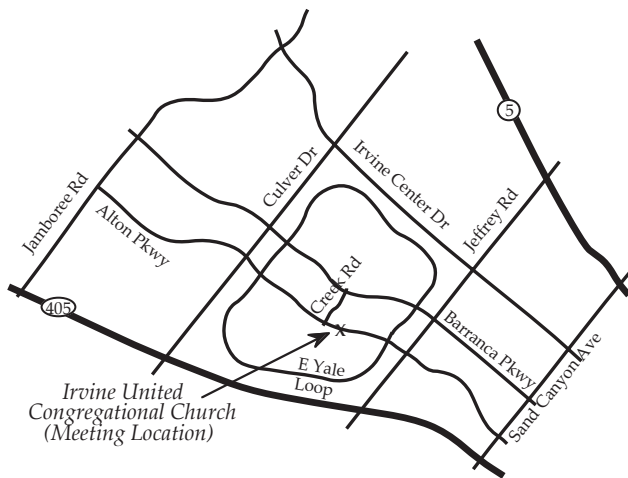 5
Culver Dr
Irvine Center Dr
Jeffrey Rd
Jamboree Rd
Alton Pkwy
Creek Rd
405
x
Barranca Pkwy
Sand Canyon Ave
E Yale
Loop
Irvine United
Congregational Church
(Meeting Location)